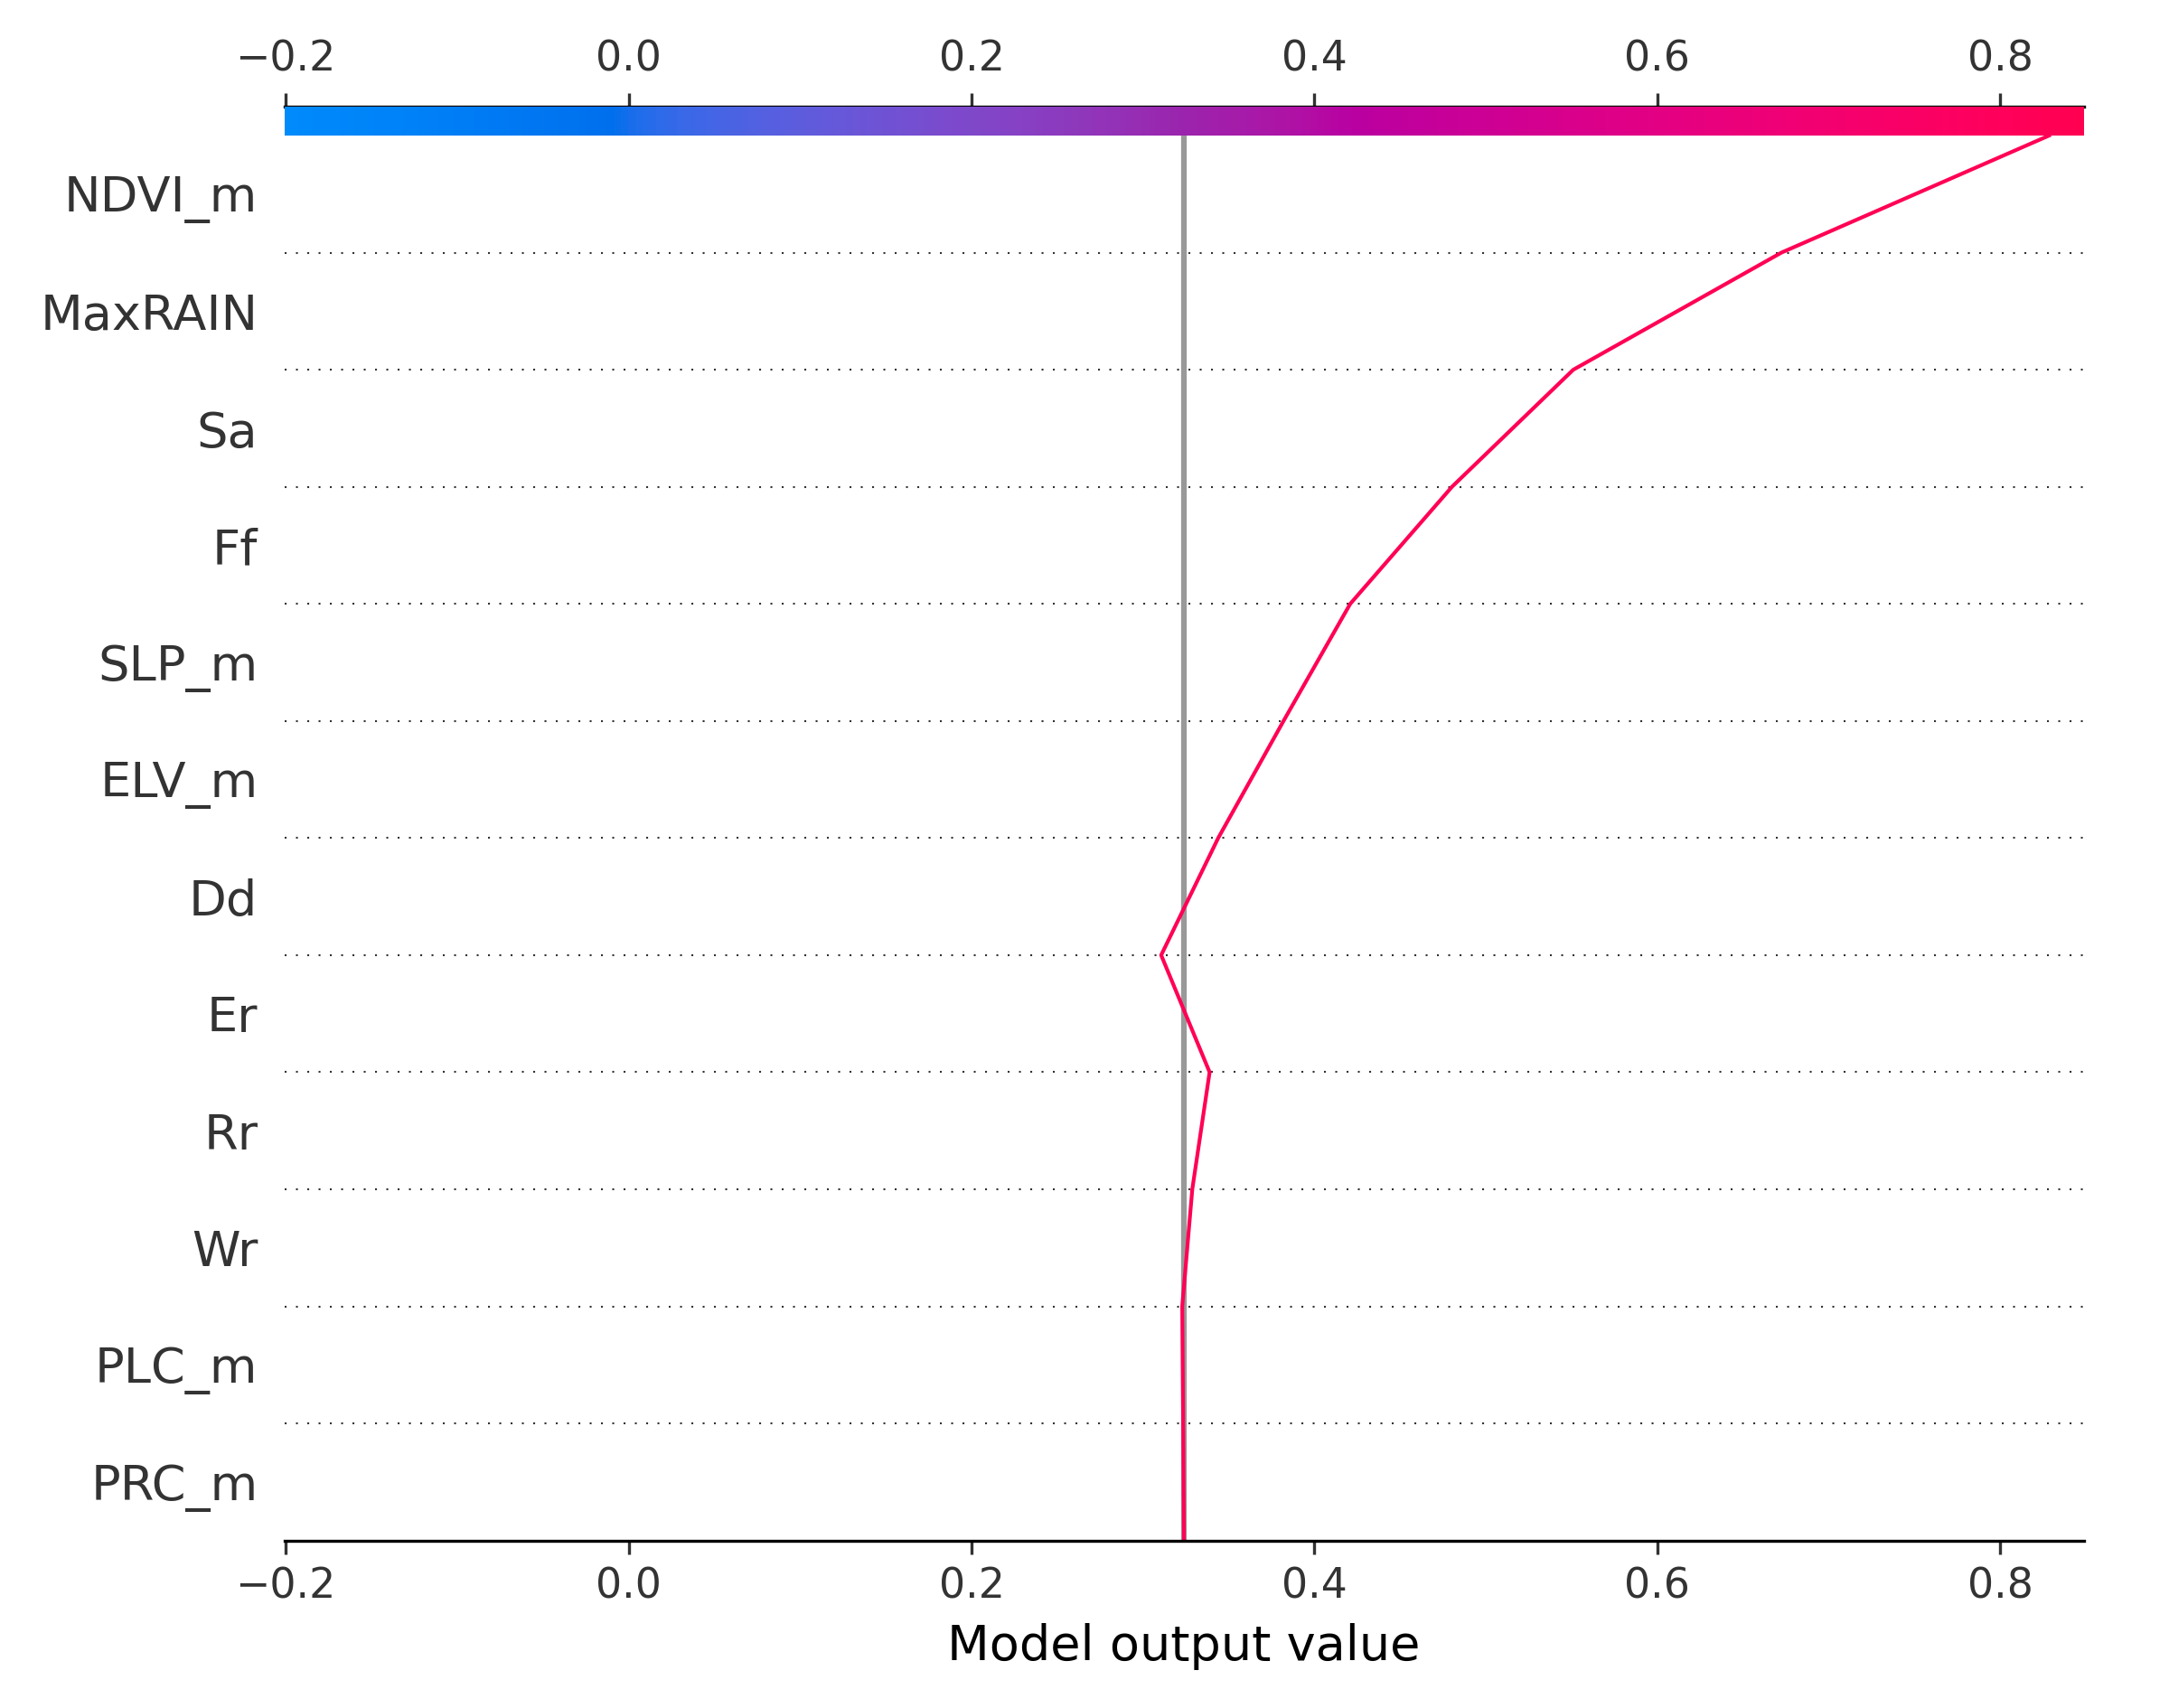 −0.2 0.0 0.2 0.4 0.6 0.8
NDVI_m
MaxRAIN
Sa
Ff
SLP_m
ELV_m
Dd
Er
Rr
Wr
PLC_m
PRC_m
−0.2 0.0 0.2 0.4 0.6 0.8
Model output value